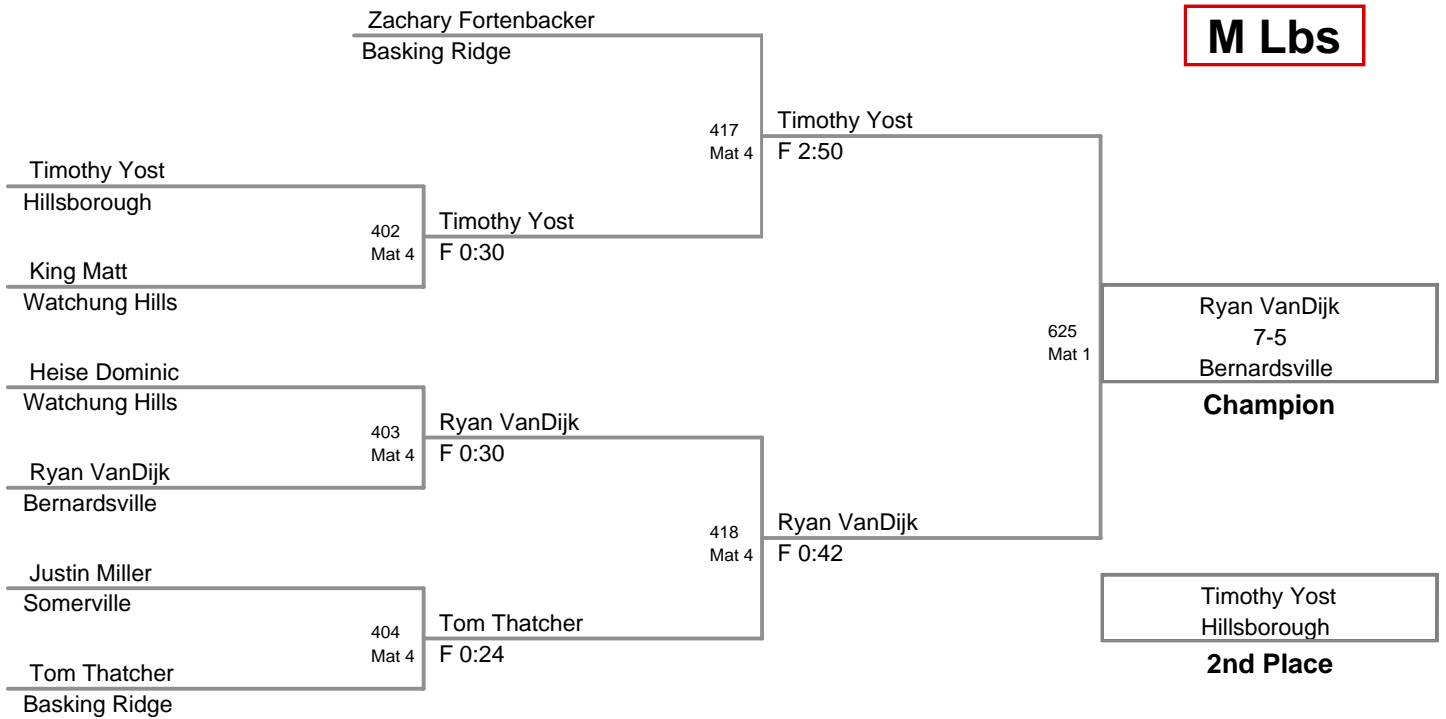 Zachary Fortenbacker
Basking Ridge
M Lbs
417
Mat 4
Timothy Yost
F 2:50
Timothy Yost
Hillsborough
402
Mat 4
Timothy Yost
F 0:30
King Matt
Watchung Hills
625
Mat 1
Ryan VanDijk
7-5
Bernardsville
Champion
Heise Dominic
Watchung Hills
403
Mat 4
Ryan VanDijk
F 0:30
Ryan VanDijk
Bernardsville
418
Mat 4
Ryan VanDijk
F 0:42
Justin Miller
Somerville
404
Mat 4
Tom Thatcher
F 0:24
Tom Thatcher
Basking Ridge
Timothy Yost
Hillsborough
2nd Place